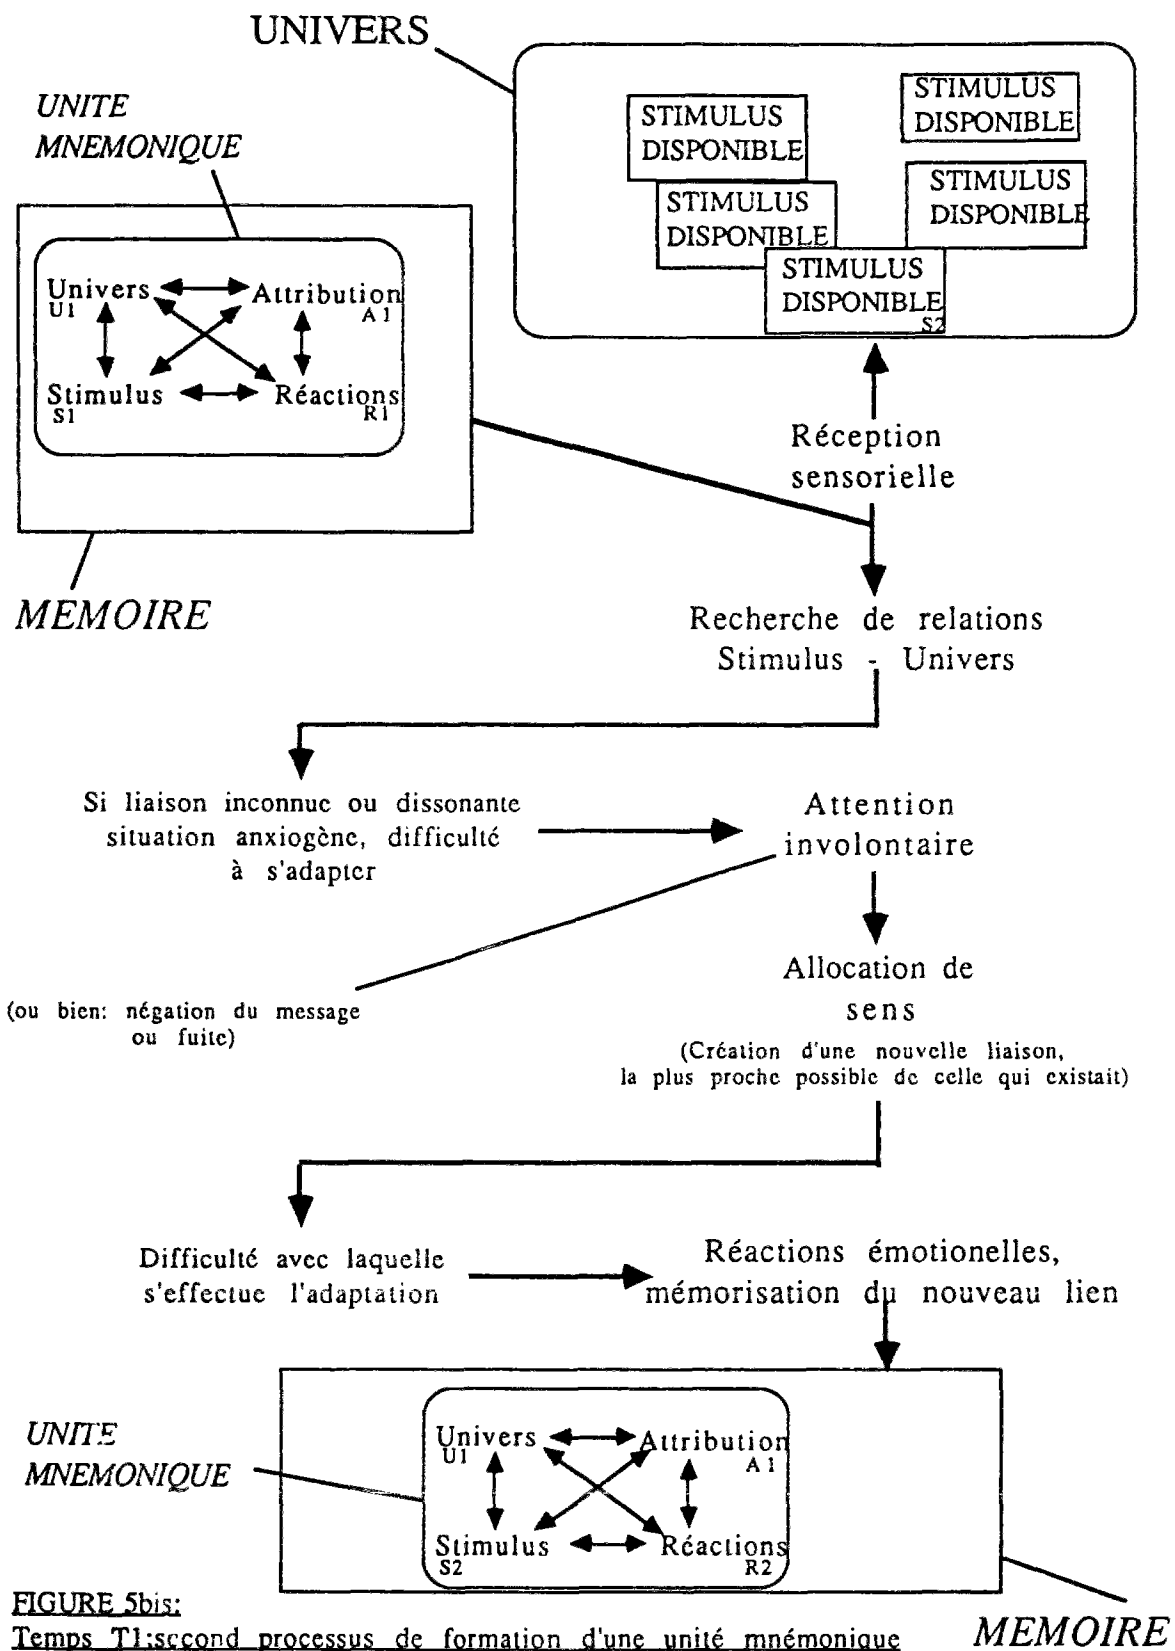 UNIVERS
UNITE
MNEMONIQUE
STIMULUS
DISPONIBLE
STIMULUS
DISPONIBLE
STIMULUS
DISPONIBLE
STIMULUS
DISPONIBLE
STIMULUS
DISPONIBLE
S2
Univers Attribution
U1 A1
Stimulus Réactions
S1 R1
MEMOIRE
Réception
sensorielle
Recherche de relations
Stimulus - Univers
Si liaison inconnue ou dissonante
situation anxiogène, difficulté
à s'adapter
Attention
involontaire
(ou bien: négation du message
ou fuite)
Allocation de
sens
(Création d'une nouvelle liaison,
la plus proche possible de celle qui existait)
Difficulté avec laquelle
s'effectue l'adaptation
Réactions émotionelles,
mémorisation du nouveau lien
UNITE
MNEMONIQUE
Univers Attribution
U1 A1
Stimulus Réactions
S2 R2
MEMOIRE
FIGURE 5bis:
Temps T1:second processus de formation d'une unité mnémonique